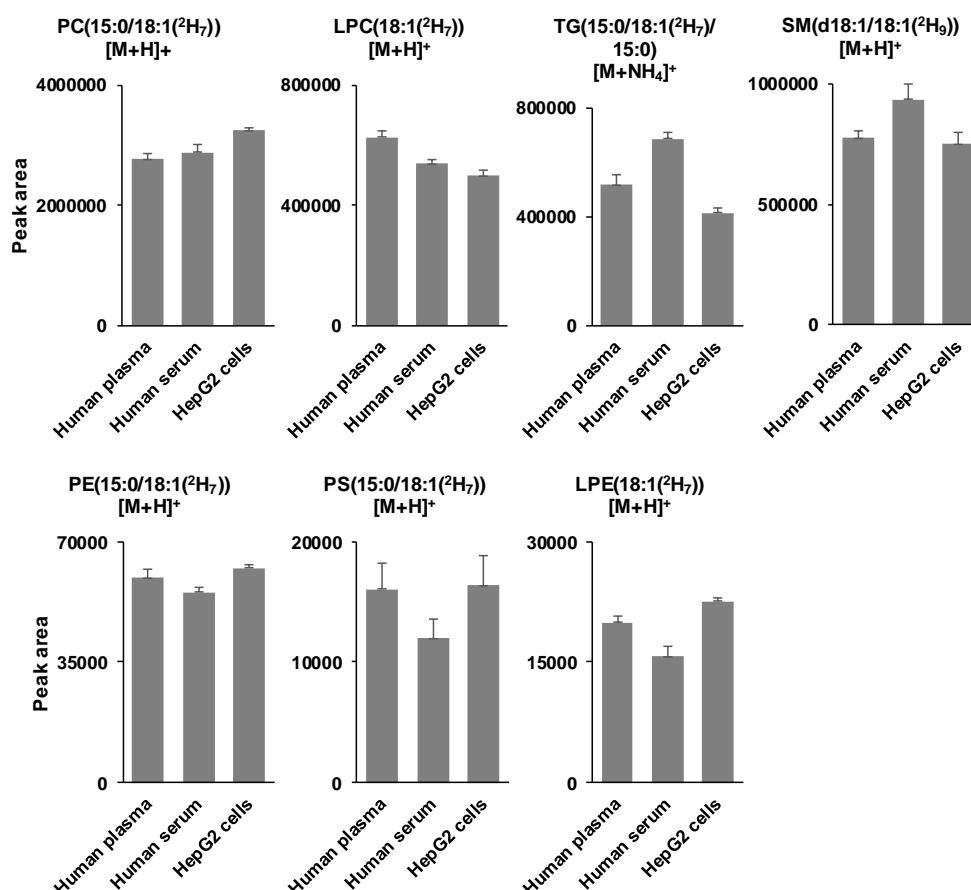 PC(15:0/18:1(²H₇))
[M+H]+
LPC(18:1(²H₇))
[M+H]⁺
TG(15:0/18:1(²H₇)/
15:0)
[M+NH₄]⁺
SM(d18:1/18:1(²H₉))
[M+H]⁺
Peak area
4000000
2000000
0
Human plasma
Human serum
HepG2 cells
800000
400000
0
Human plasma
Human serum
HepG2 cells
800000
400000
0
Human plasma
Human serum
HepG2 cells
1000000
500000
0
Human plasma
Human serum
HepG2 cells
PE(15:0/18:1(²H₇))
[M+H]⁺
PS(15:0/18:1(²H₇))
[M+H]⁺
LPE(18:1(²H₇))
[M+H]⁺
Peak area
70000
35000
0
Human plasma
Human serum
HepG2 cells
20000
10000
0
Human plasma
Human serum
HepG2 cells
30000
15000
0
Human plasma
Human serum
HepG2 cells